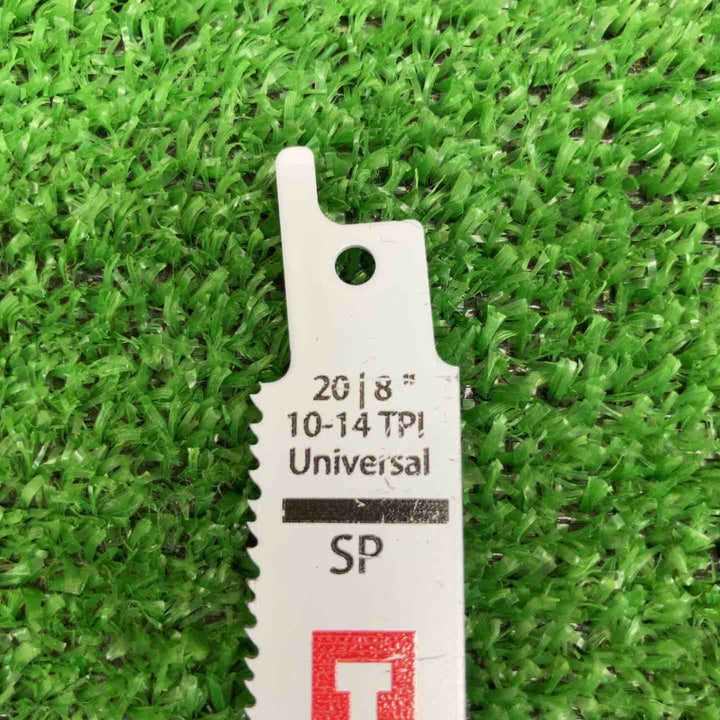 20 | 8 "
10-14 TPI
Universal
SP